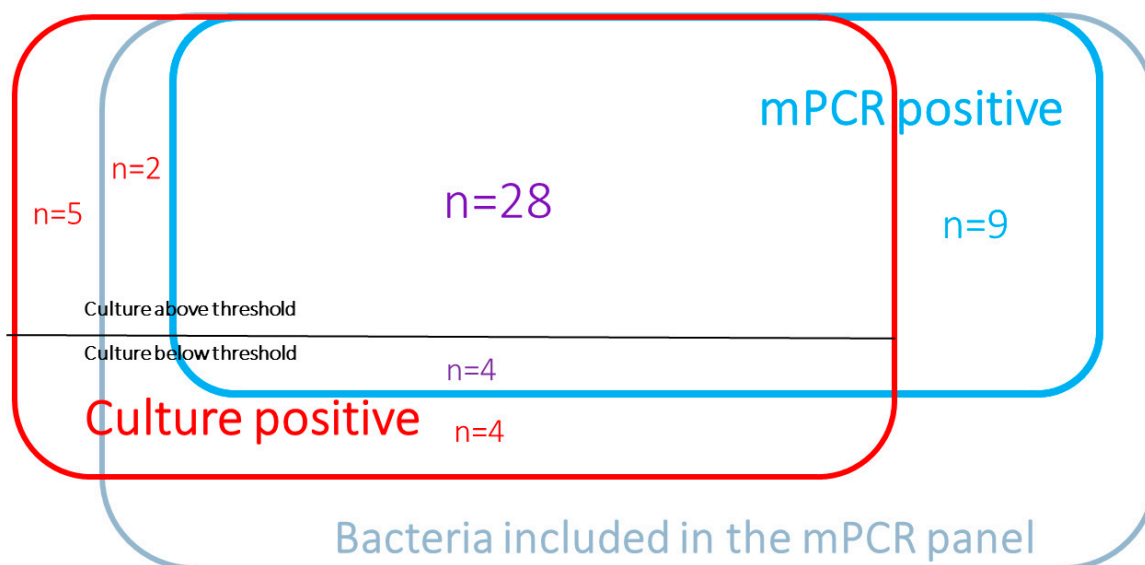 mPCR positive
n=2
n=28
n=5
n=9
Culture above threshold
Culture below threshold
n=4
Culture positive
n=4
Bacteria included in the mPCR panel